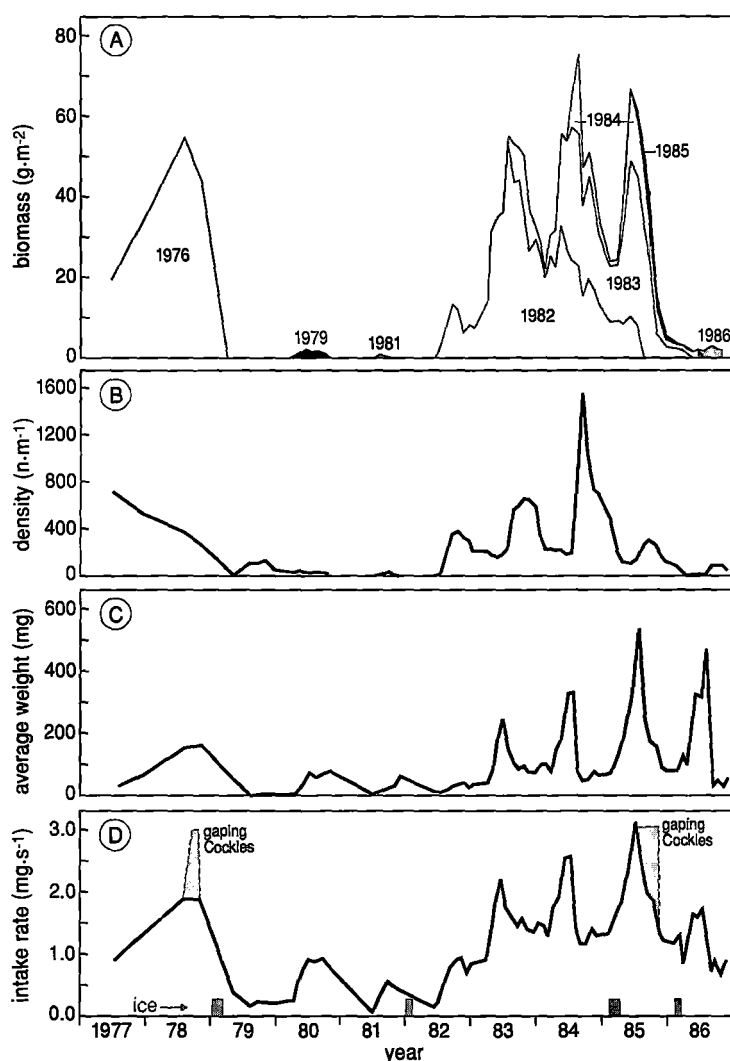 A
80
60
40
20
0
biomass (g·m-2)
1976
1979
1981
1982
1983
1984
1985
1986
B
1600
1200
800
400
0
density (n·m-1)
C
600
400
200
0
average weight (mg)
D
3.0
2.0
1.0
0.0
intake rate (mg·s-1)
gaping
Cockles
gaping
Cockles
ice
1977 78 79 80 81 82 83 84 85 86
year